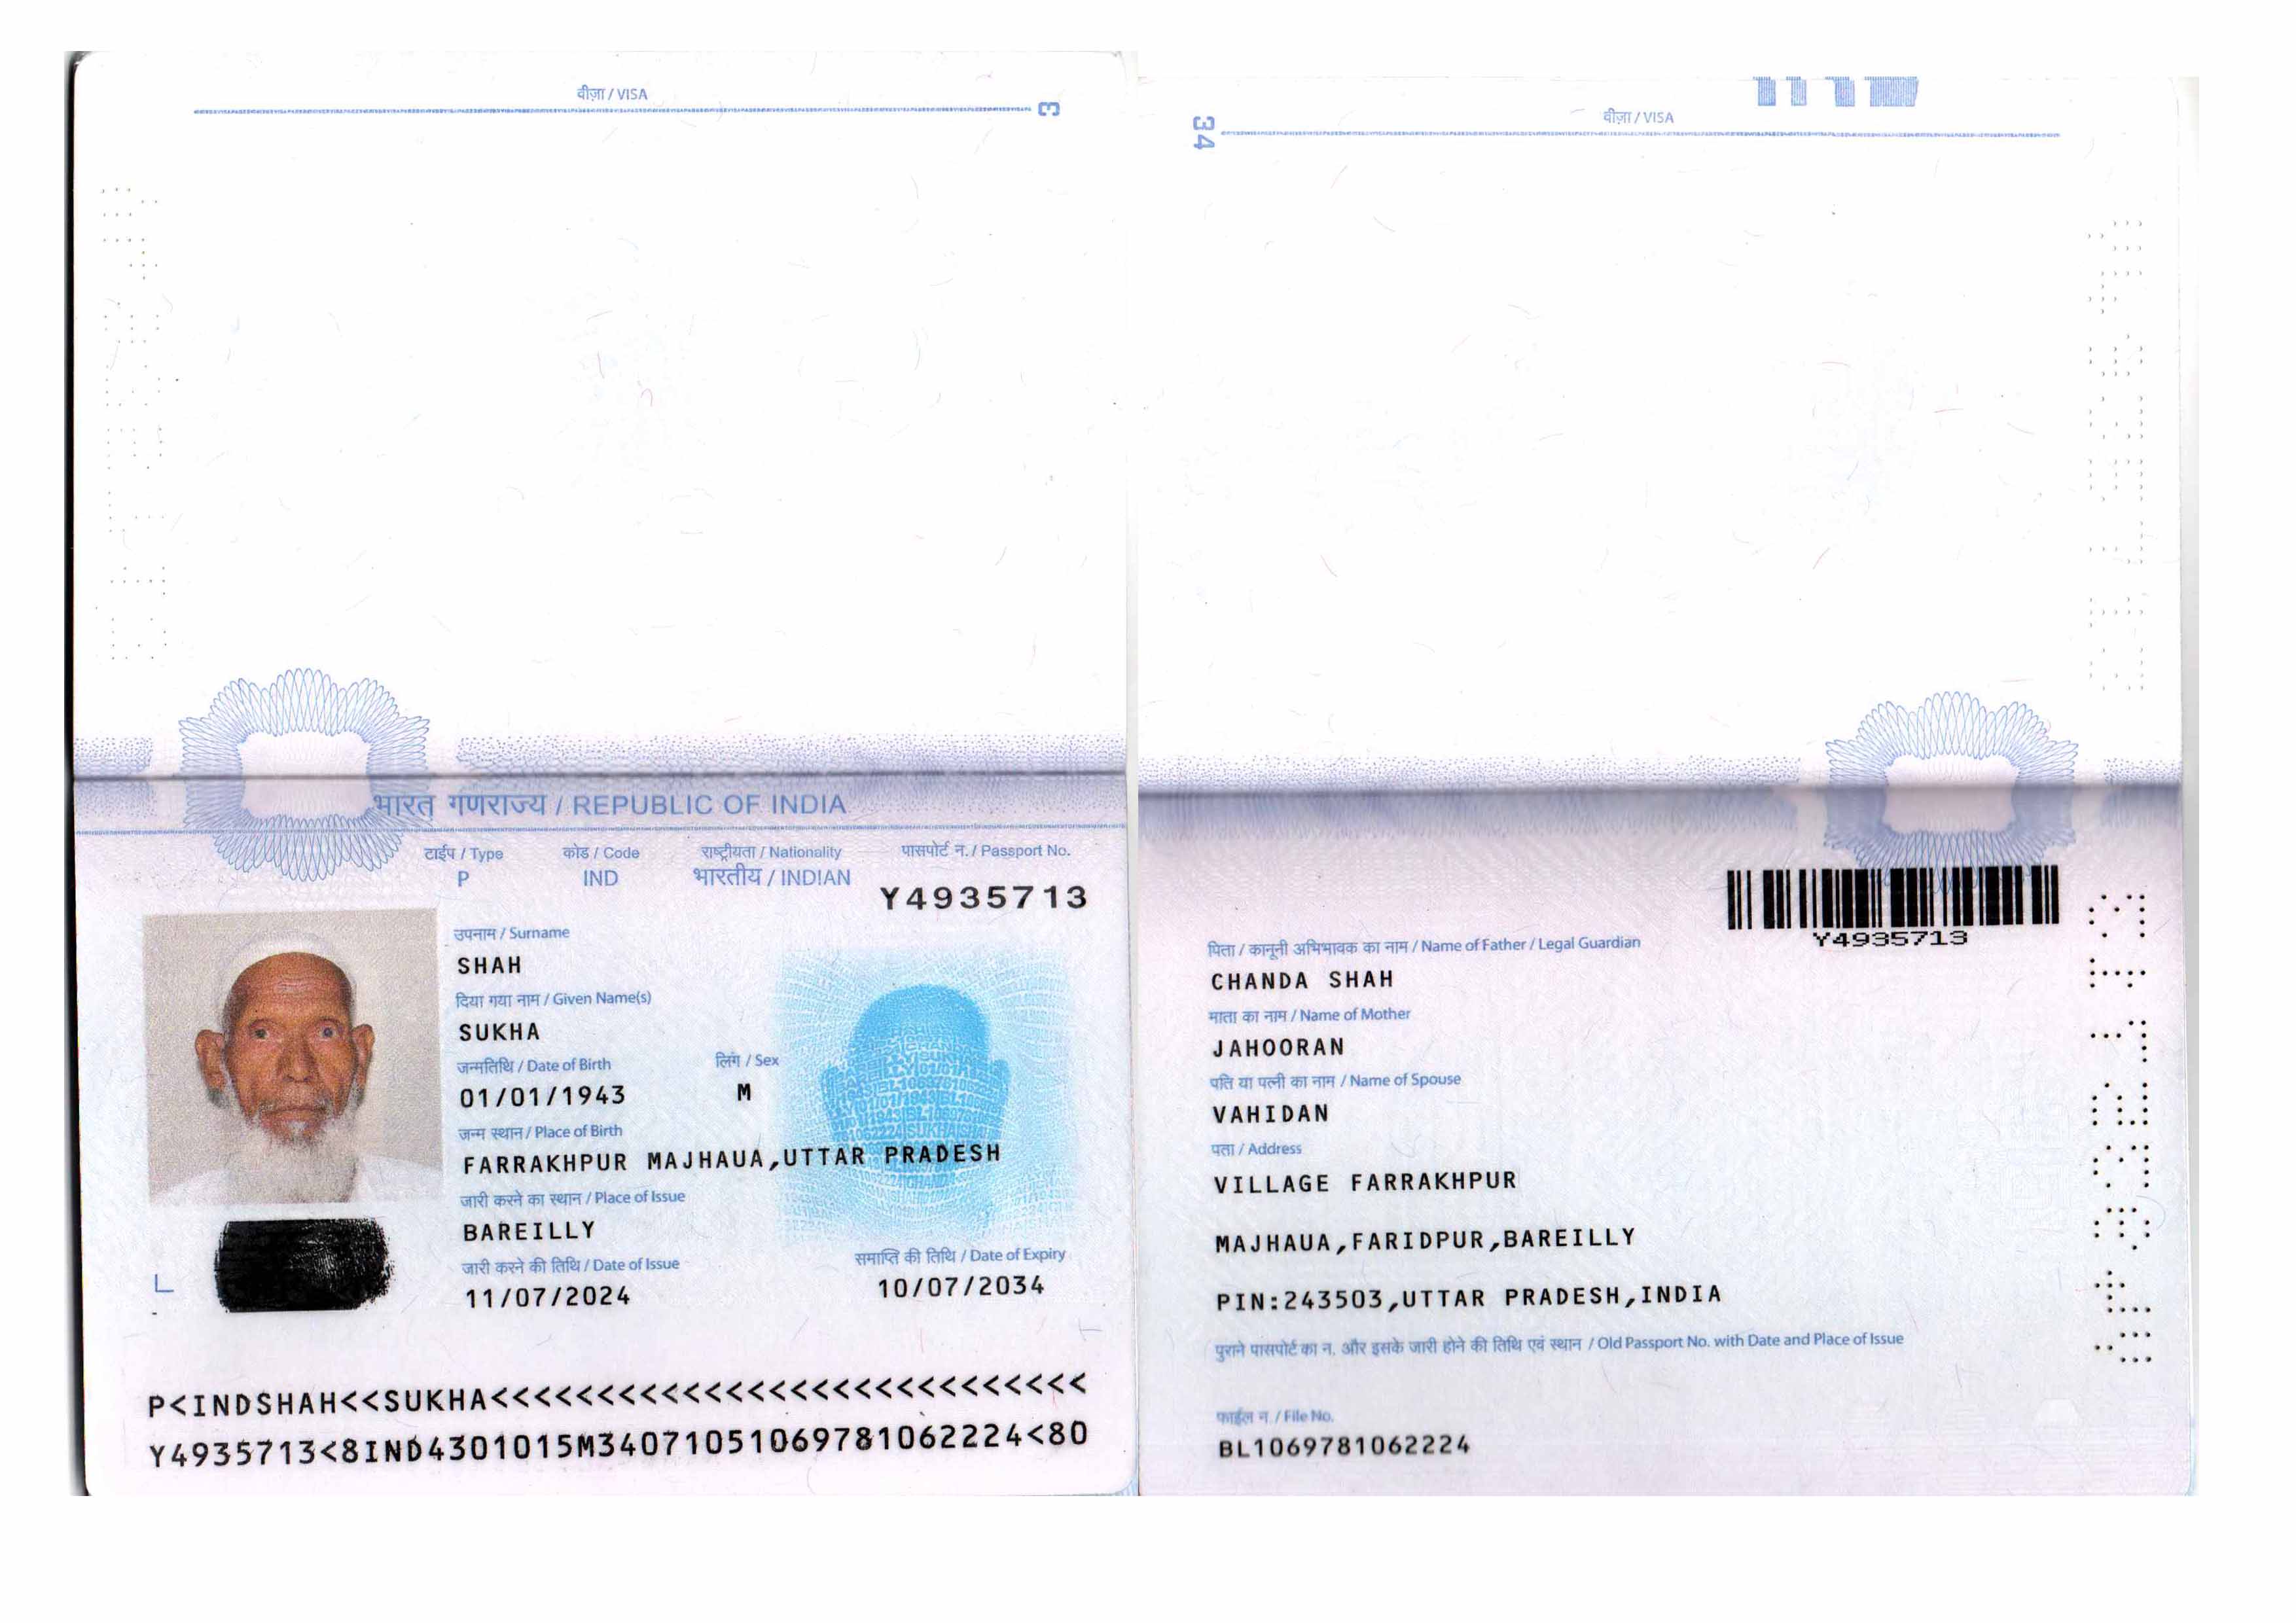 वीज़ा / VISA
3
भारत गणराज्य / REPUBLIC OF INDIA
टाईप / Type
कोड / Code
राष्ट्रीयता / Nationality
पासपोर्ट न. / Passport No.
P
IND
भारतीय / INDIAN
Y4935713
उपनाम / Surname
SHAH
दिया गया नाम / Given Name(s)
SUKHA
जन्मतिथि / Date of Birth
लिंग / Sex
01/01/1943
M
जन्म स्थान / Place of Birth
FARRAKHPUR MAJHAUA,UTTAR PRADESH
जारी करने का स्थान / Place of Issue
BAREILLY
जारी करने की तिथि / Date of Issue
समाप्ति की तिथि / Date of Expiry
11/07/2024
10/07/2034
P<INDSHAH<<SUKHA<<<<<<<<<<<<<<<<<<<<<<<<<<<<
Y4935713<8IND4301015M34071051069781062224<80
34
वीज़ा / VISA
Y4935713
पिता / कानूनी अभिभावक का नाम / Name of Father / Legal Guardian
CHANDA SHAH
माता का नाम / Name of Mother
JAHOORAN
पति या पत्नी का नाम / Name of Spouse
VAHIDAN
पता / Address
VILLAGE FARRAKHPUR
MAJHAUA,FARIDPUR,BAREILLY
PIN:243503,UTTAR PRADESH,INDIA
पुराने पासपोर्ट का न. और इसके जारी होने की तिथि एवं स्थान / Old Passport No. with Date and Place of Issue
फाईल न. / File No.
BL1069781062224